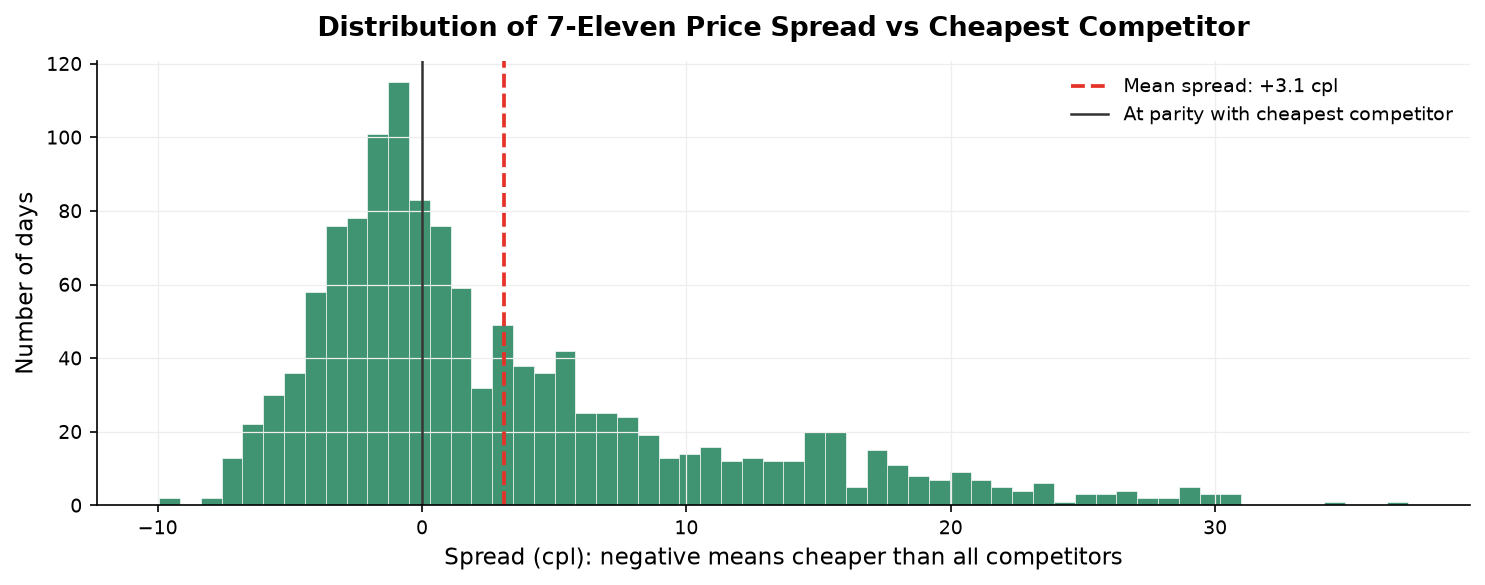 Distribution of 7-Eleven Price Spread vs Cheapest Competitor
Mean spread: +3.1 cpl
At parity with cheapest competitor
Number of days
120
100
80
60
40
20
0
−10
0
10
20
30
Spread (cpl): negative means cheaper than all competitors